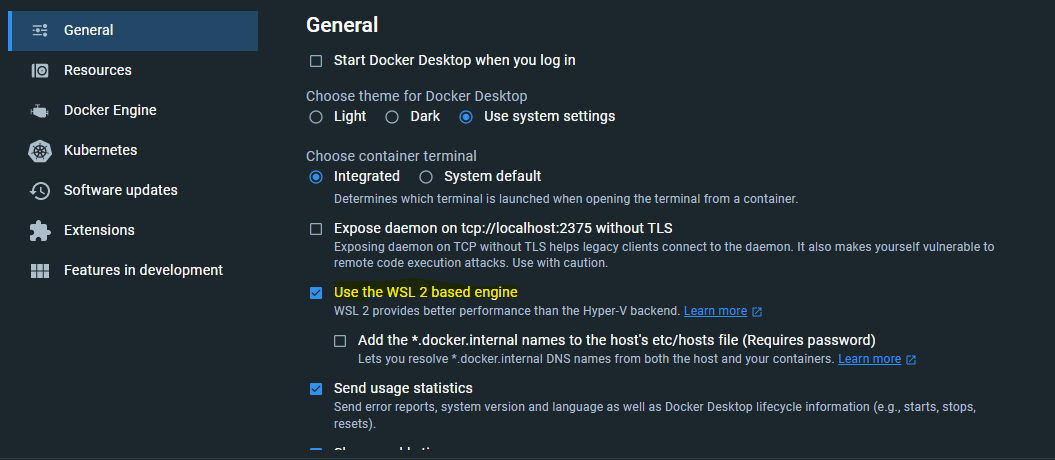 General
Resources
Docker Engine
Kubernetes
Software updates
Extensions
Features in development
General
Start Docker Desktop when you log in
Choose theme for Docker Desktop
Light Dark Use system settings
Choose container terminal
Integrated System default
Determines which terminal is launched when opening the terminal from a container.
Expose daemon on tcp://localhost:2375 without TLS
Exposing daemon on TCP without TLS helps legacy clients connect to the daemon. It also makes yourself vulnerable to
remote code execution attacks. Use with caution.
Use the WSL 2 based engine
WSL 2 provides better performance than the Hyper-V backend. Learn more
Add the *.docker.internal names to the host's etc/hosts file (Requires password)
Lets you resolve *.docker.internal DNS names from both the host and your containers. Learn more
Send usage statistics
Send error reports, system version and language as well as Docker Desktop lifecycle information (e.g., starts, stops,
resets).